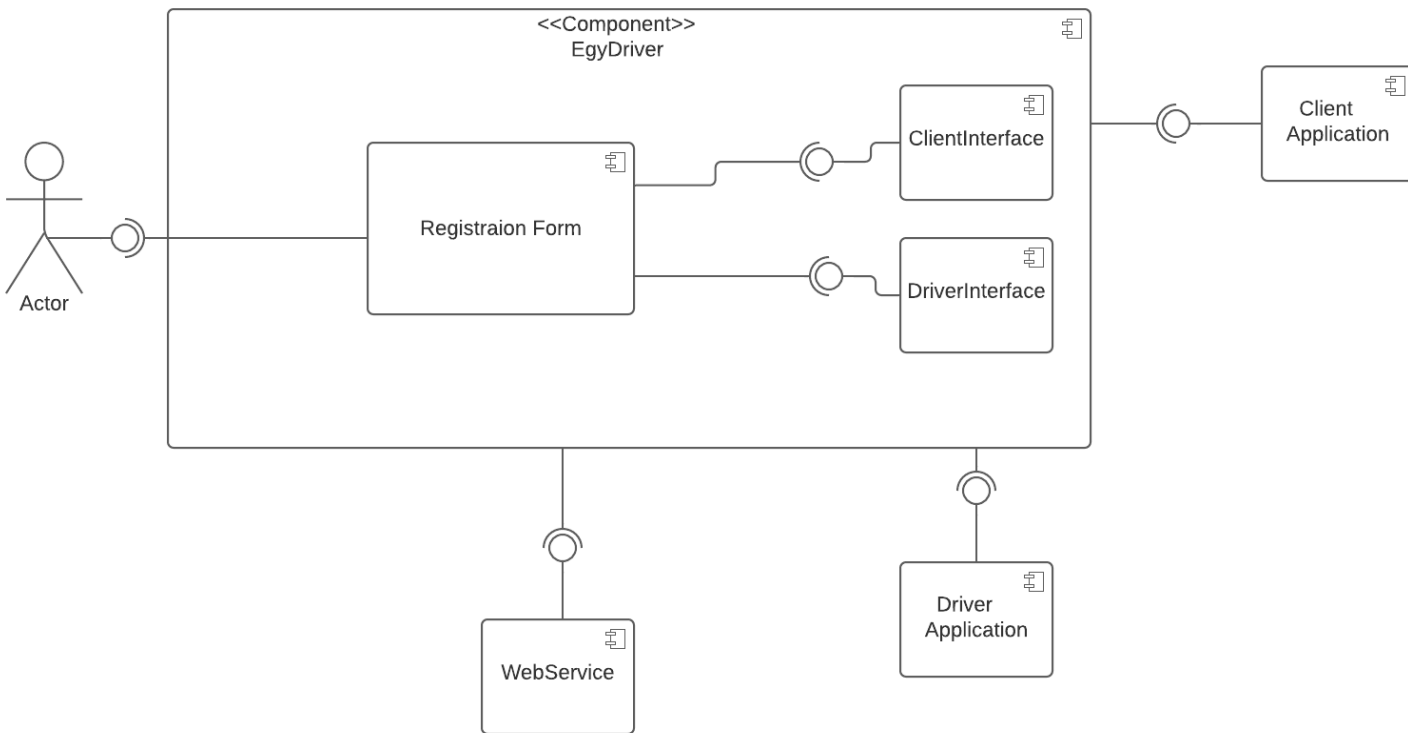 <<Component>>
EgyDriver
ClientInterface
Client
Application
Registraion Form
DriverInterface
Actor
Driver
Application
WebService